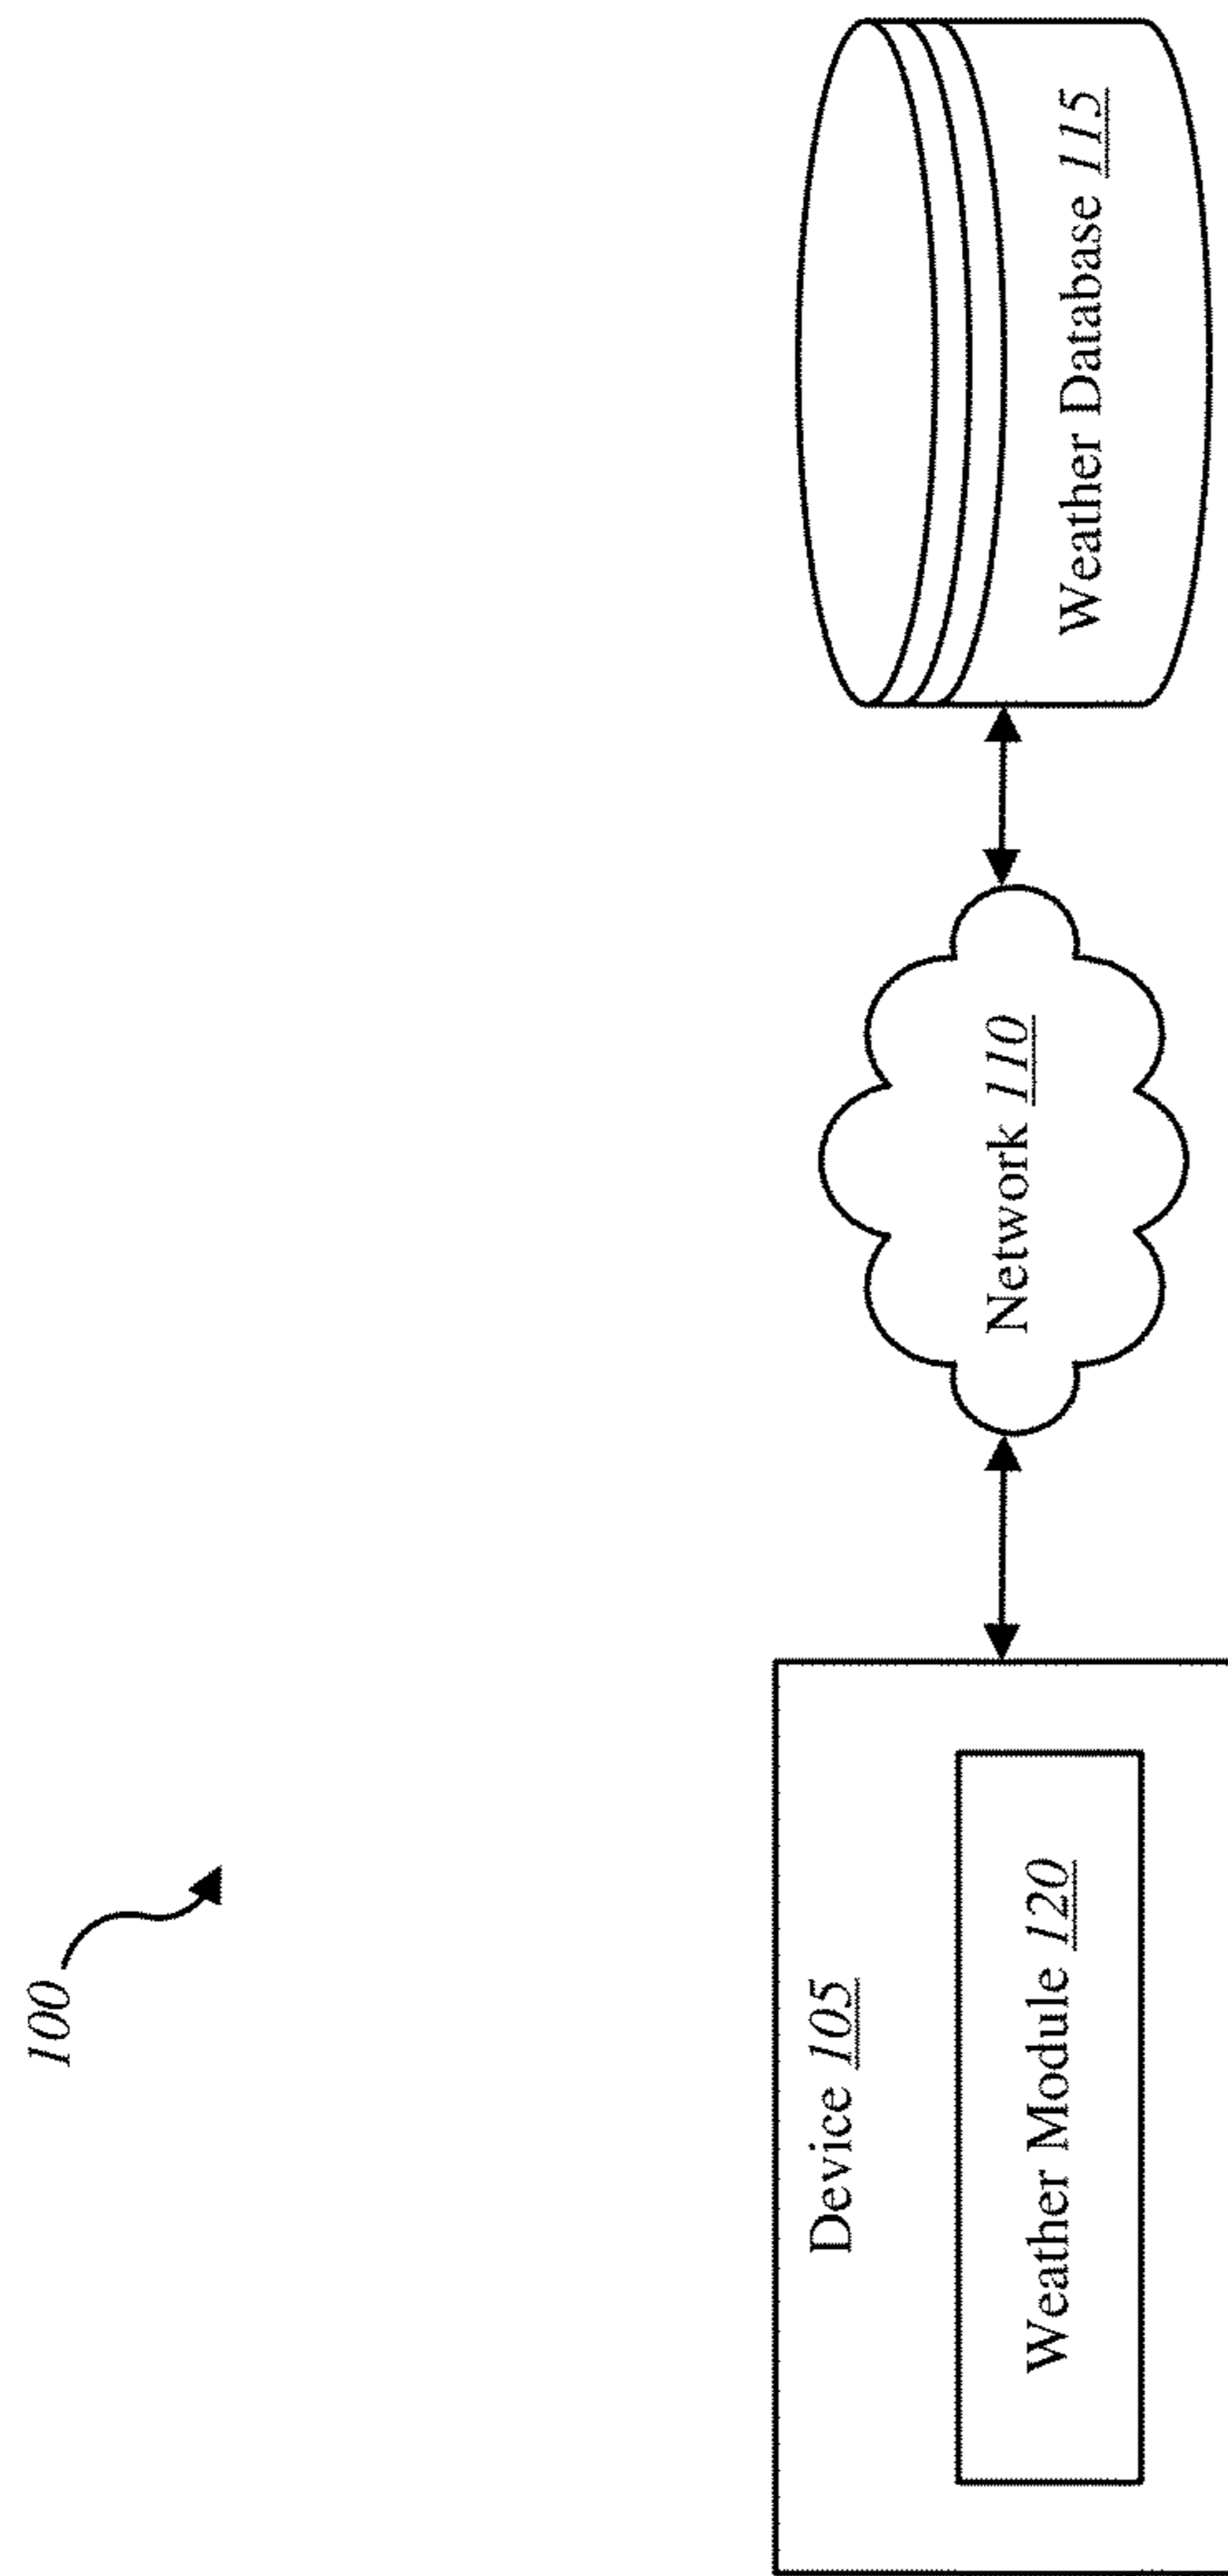 100
Device 105
Weather Module 120
Network 110
Weather Database 115